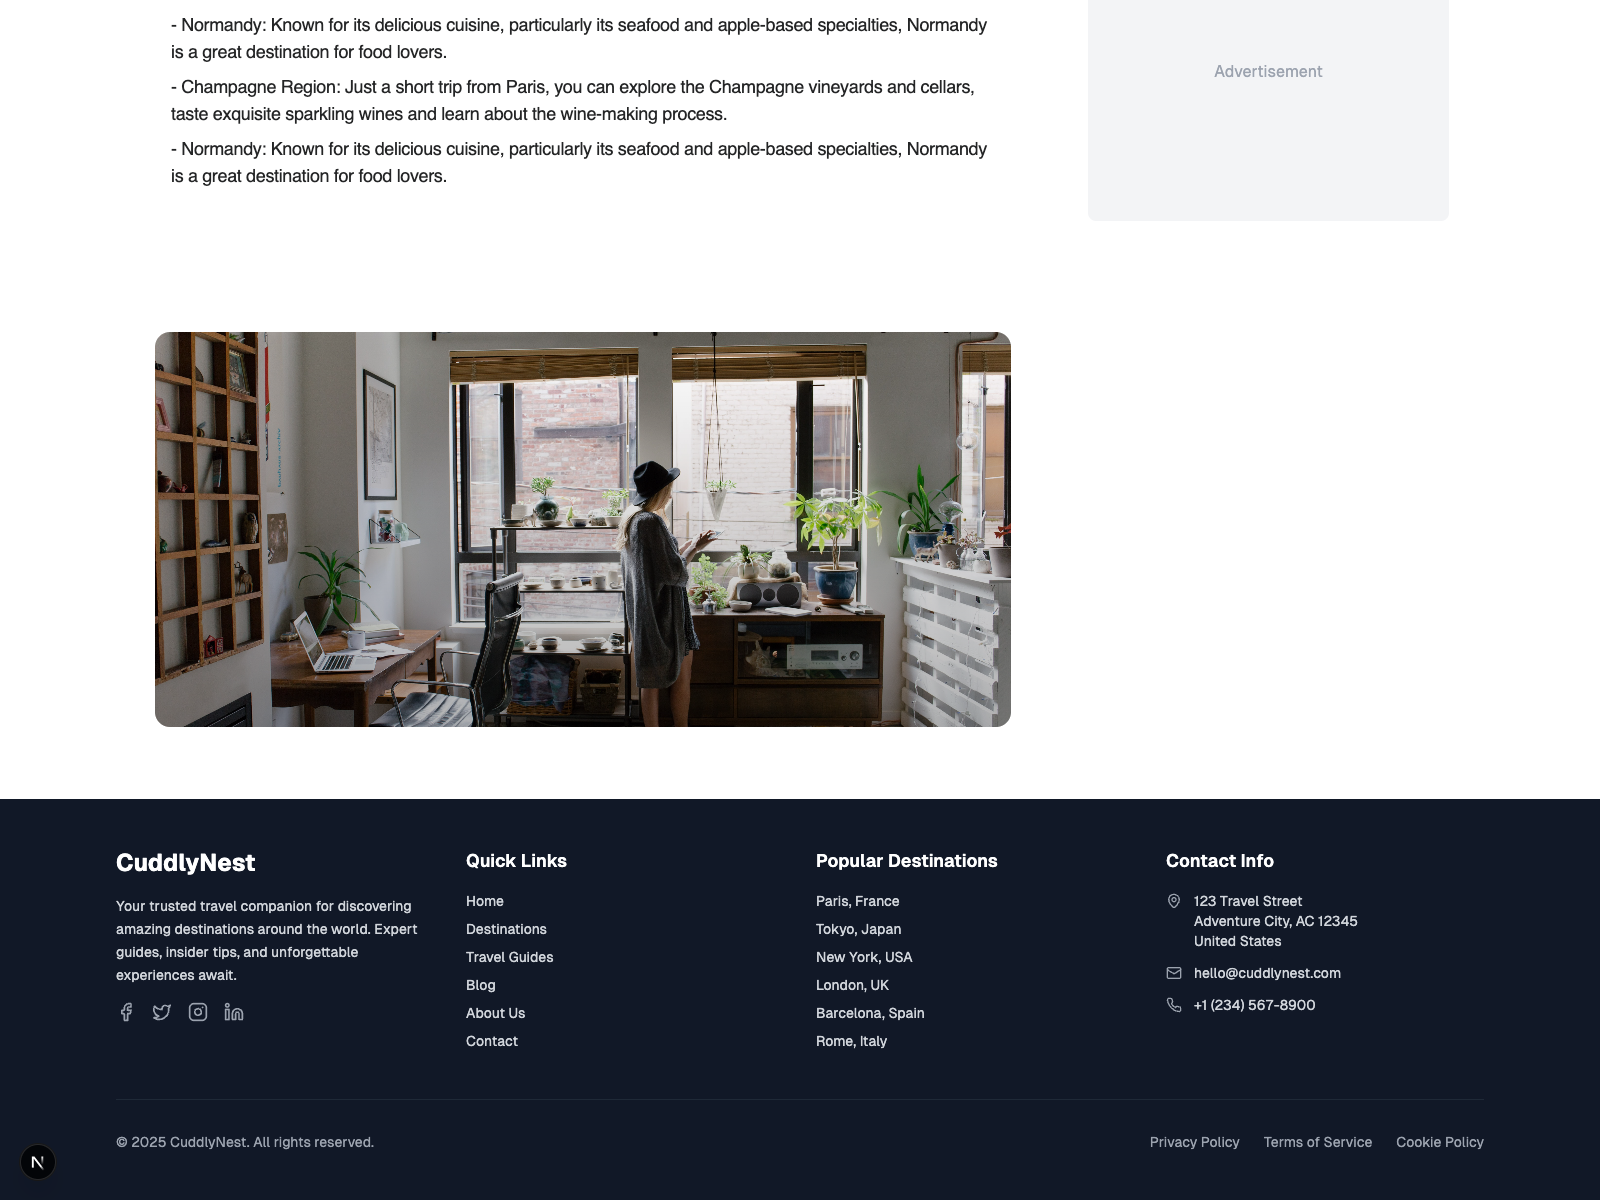 - Normandy: Known for its delicious cuisine, particularly its seafood and apple-based specialties, Normandy
is a great destination for food lovers.
- Champagne Region: Just a short trip from Paris, you can explore the Champagne vineyards and cellars,
taste exquisite sparkling wines and learn about the wine-making process.
- Normandy: Known for its delicious cuisine, particularly its seafood and apple-based specialties, Normandy
is a great destination for food lovers.
Advertisement
CuddlyNest
Your trusted travel companion for discovering
amazing destinations around the world. Expert
guides, insider tips, and unforgettable
experiences await.
Quick Links
Home
Destinations
Travel Guides
Blog
About Us
Contact
Popular Destinations
Paris, France
Tokyo, Japan
New York, USA
London, UK
Barcelona, Spain
Rome, Italy
Contact Info
123 Travel Street
Adventure City, AC 12345
United States
hello@cuddlynest.com
+1 (234) 567-8900
© 2025 CuddlyNest. All rights reserved.
Privacy Policy
Terms of Service
Cookie Policy
N